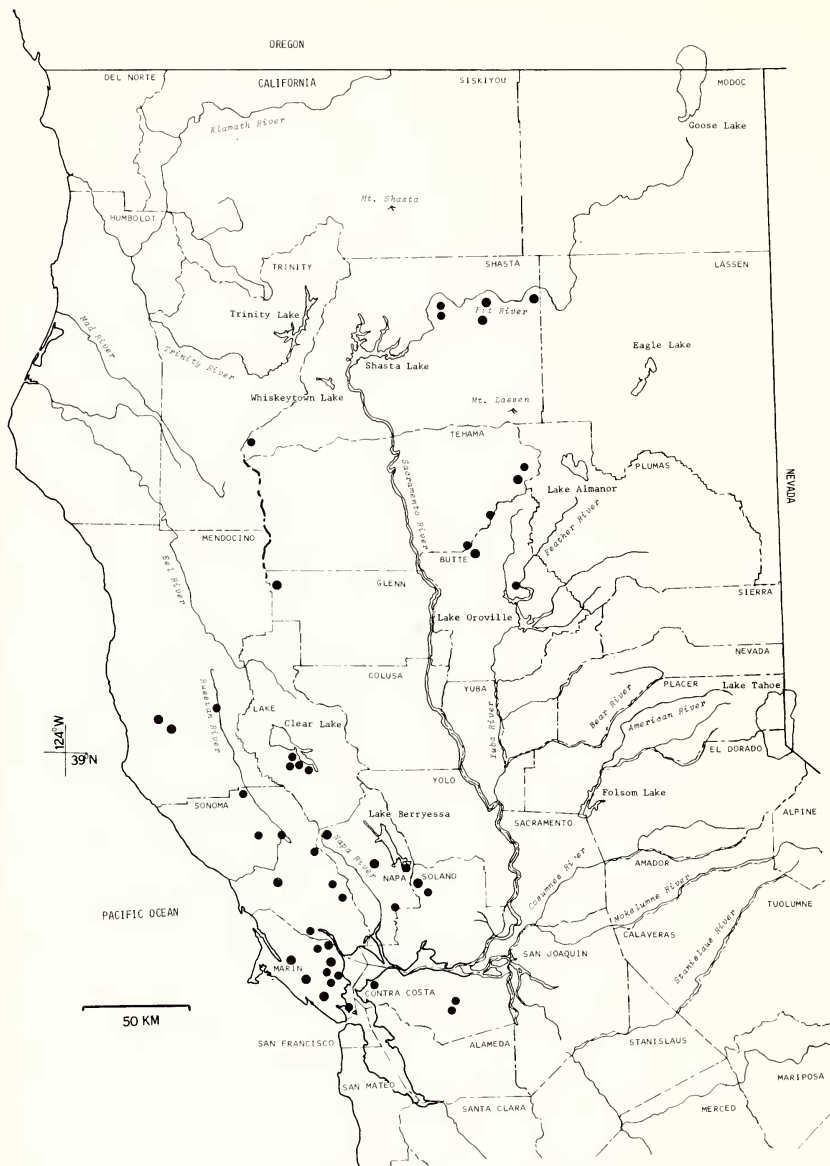 OREGON
DEL NORTE
CALIFORNIA
SISKIYOU
MODOC
Klamath River
Goose Lake
Mt. Shasta
HUMBOLDT
TRINITY
SHASTA
LASSEN
Trinity Lake
Pit River
Mad River
Trinity River
Eagle Lake
Shasta Lake
Whiskeytown Lake
Mt. Lassen
TEHAMA
Sacramento River
PLUMAS
Lake Almanor
NEVADA
Feather River
MENDOCINO
BUTTE
Eel River
GLENN
SIERRA
Lake Oroville
NEVADA
COLUSA
YUBA
PLACER
Lake Tahoe
Russian River
LAKE
Clear Lake
Yuba River
Bear River
American River
124°W
39°N
EL DORADO
YOLO
SONOMA
Lake Berryessa
Folsom Lake
SACRAMENTO
ALPINE
Napa River
NAPA
SOLANO
AMADOR
Cosumnes River
Mokalumne River
PACIFIC OCEAN
TUOLUMNE
CALAVERAS
Stanislaus River
SAN JOAQUIN
MARIN
CONTRA COSTA
50 KM
SAN FRANCISCO
ALAMEDA
STANISLAUS
SAN MATEO
MARIPOSA
SANTA CLARA
MERCED